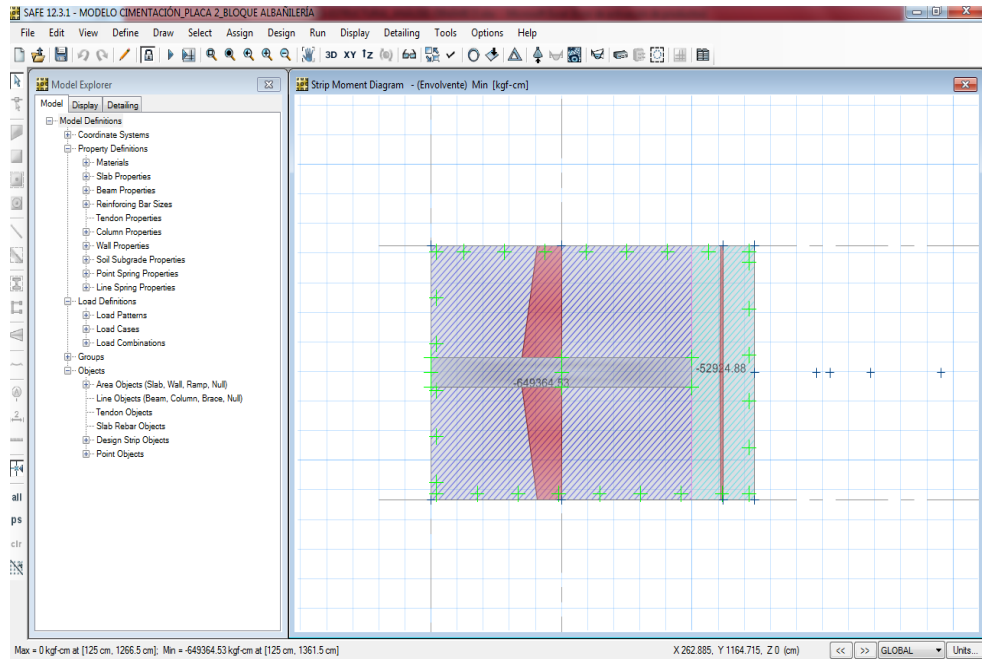 SAFE 12.3.1 - MODELO CIMENTACIÓN_PLACA 2_BLOQUE ALBAÑILERÍA
File Edit View Define Draw Select Assign Design Run Display Detailing Tools Options Help
3D XY 1Z
Model Explorer
Model Display Detailing
Model Definitions
Coordinate Systems
Property Definitions
Materials
Slab Properties
Beam Properties
Reinforcing Bar Sizes
Tendon Properties
Column Properties
Wall Properties
Soil Subgrade Properties
Point Spring Properties
Line Spring Properties
Load Definitions
Load Patterns
Load Cases
Load Combinations
Groups
Objects
Area Objects (Slab, Wall, Ramp, Null)
Line Objects (Beam, Column, Brace, Null)
Tendon Objects
Slab Rebar Objects
Design Strip Objects
Point Objects
all
ps
clr
Strip Moment Diagram - (Envolvente) Min [kgf-cm]
-52924.88
-649364.53
Max = 0 kgf-cm at [125 cm, 1266.5 cm]; Min = -649364.53 kgf-cm at [125 cm, 1361.5 cm]
X 262.885, Y 1164.715, Z 0 (cm)
<< >> GLOBAL Units...